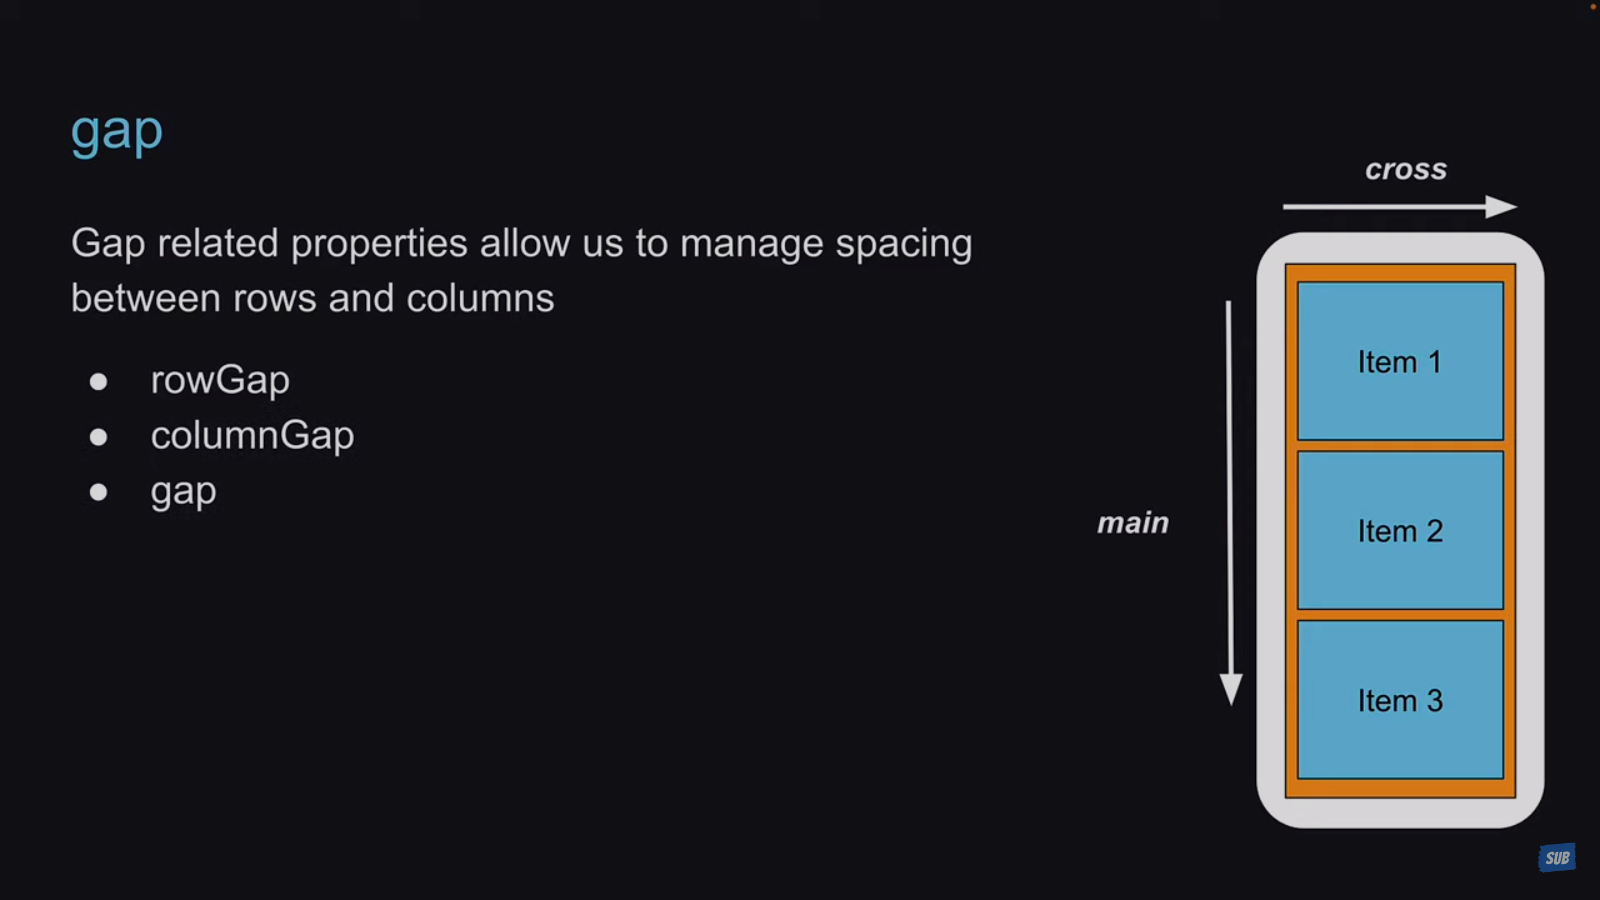 gap
Gap related properties allow us to manage spacing
between rows and columns
● rowGap
● columnGap
● gap
cross
main
Item 1
Item 2
Item 3
SUB